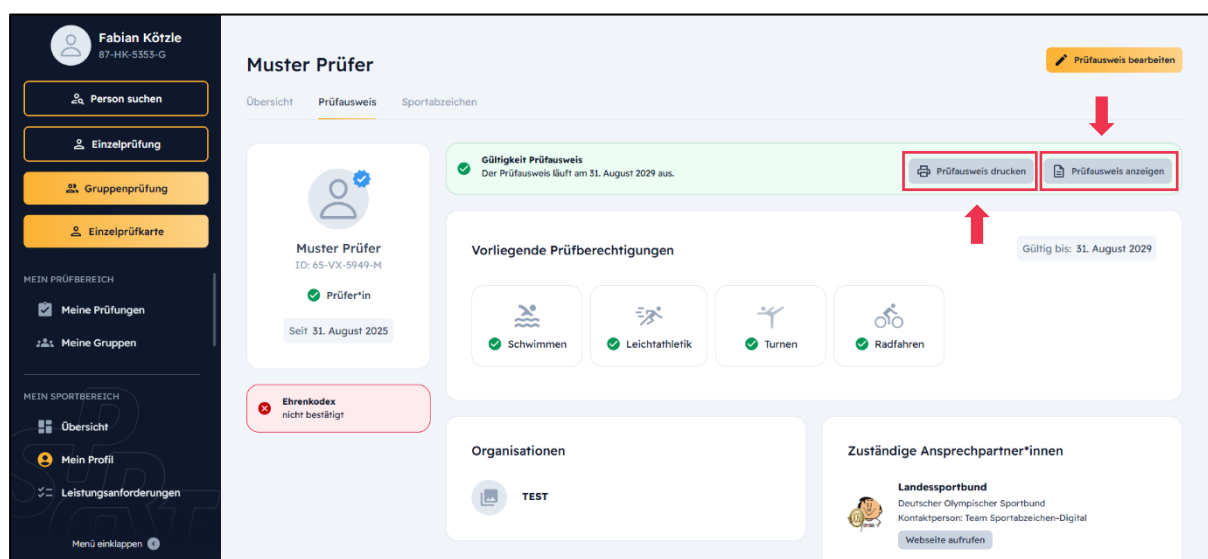 Fabian Kötzle
87-HK-5353-G
Person suchen
Einzelprüfung
Gruppenprüfung
Einzelprüfkarte
MEIN PRÜFBEREICH
Meine Prüfungen
Meine Gruppen
MEIN SPORTBEREICH
Übersicht
Mein Profil
Leistungsanforderungen
Menü einklappen
Muster Prüfer
Prüfausweis bearbeiten
Übersicht Prüfausweis Sportabzeichen
Muster Prüfer
ID: 65-VX-5949-M
Prüfer*in
Seit 31. August 2025
Ehrenkodex
nicht bestätigt
Gültigkeit Prüfausweis
Der Prüfausweis läuft am 31. August 2029 aus.
Prüfausweis drucken
Prüfausweis anzeigen
Vorliegende Prüfberechtigungen
Gültig bis: 31. August 2029
Schwimmen
Leichtathletik
Turnen
Radfahren
Organisationen
TEST
Zuständige Ansprechpartner*innen
Landessportbund
Deutscher Olympischer Sportbund
Kontaktperson: Team Sportabzeichen-Digital
Webseite aufrufen